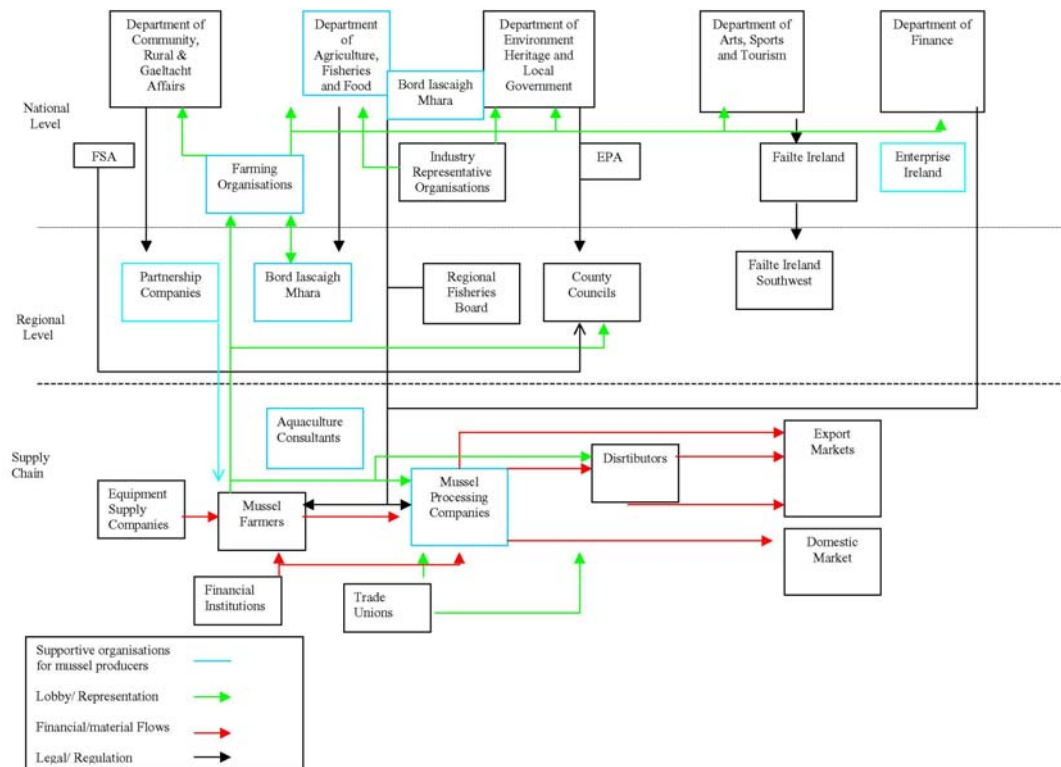 Department of
Community,
Rural &
Gaeltacht
Affairs
Department
of
Agriculture,
Fisheries
and Food
Bord Iascaigh
Mhara
Department of
Environment
Heritage and
Local
Government
Department of
Arts, Sports
and Tourism
Department of
Finance
National
Level
FSA
Farming
Organisations
Industry
Representative
Organisations
EPA
Failte Ireland
Enterprise
Ireland
Partnership
Companies
Bord Iascaigh
Mhara
Regional
Fisheries
Board
County
Councils
Failte Ireland
Southwest
Regional
Level
Supply
Chain
Aquaculture
Consultants
Equipment
Supply
Companies
Mussel
Farmers
Mussel
Processing
Companies
Disrtibutors
Export
Markets
Domestic
Market
Financial
Institutions
Trade
Unions
Supportive organisations
for mussel producers
Lobby/ Representation
Financial/material Flows
Legal/ Regulation